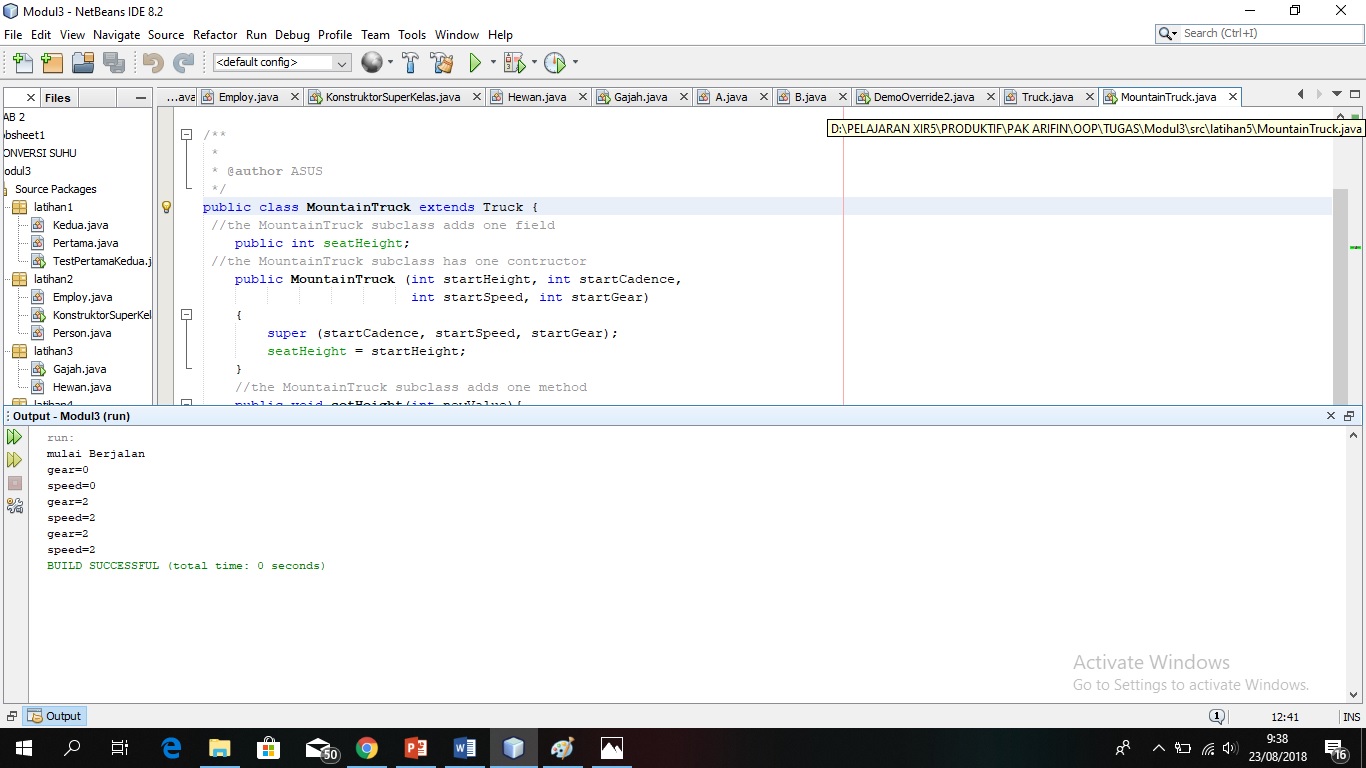 Modul3 - NetBeans IDE 8.2
File Edit View Navigate Source Refactor Run Debug Profile Team Tools Window Help
Search (Ctrl+I)
<default config>
Files
...ava Employ.java KonstruktorSuperKelas.java Hewan.java Gajah.java A.java B.java DemoOverride2.java Truck.java MountainTruck.java
D:\PELAJARAN XIR5\PRODUKTIF\PAK ARIFIN\OOP\TUGAS\Modul3\src\latihan5\MountainTruck.java
AB 2
obsheet1
ONVERSI SUHU
odul3
Source Packages
latihan1
Kedua.java
Pertama.java
TestPertamaKedua.j
latihan2
Employ.java
KonstruktorSuperKel
Person.java
latihan3
Gajah.java
Hewan.java
latihan4
/**
*
* @author ASUS
*/
public class MountainTruck extends Truck {
//the MountainTruck subclass adds one field
public int seatHeight;
//the MountainTruck subclass has one contructor
public MountainTruck (int startHeight, int startCadence,
int startSpeed, int startGear)
{
super (startCadence, startSpeed, startGear);
seatHeight = startHeight;
}
//the MountainTruck subclass adds one method
public void setHeight(int newValue){
Output - Modul3 (run)
run:
mulai Berjalan
gear=0
speed=0
gear=2
speed=2
gear=2
speed=2
BUILD SUCCESSFUL (total time: 0 seconds)
Activate Windows
Go to Settings to activate Windows.
Output
1
12:41
INS
50
9:38
23/08/2018
16